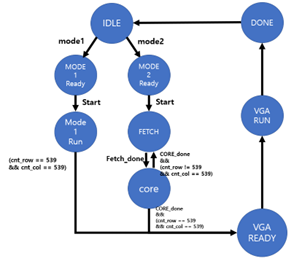 IDLE
DONE
mode1
mode2
MODE
1
Ready
MODE
2
Ready
Start
Start
Mode
1
Run
FETCH
VGA
RUN
Fetch_done
CORE_done
&&
(cnt_row != 539
&& cnt_col == 539)
(cnt_row == 539
&& cnt_col == 539)
core
CORE_done
&&
(cnt_row == 539
&& cnt_col == 539)
VGA
READY